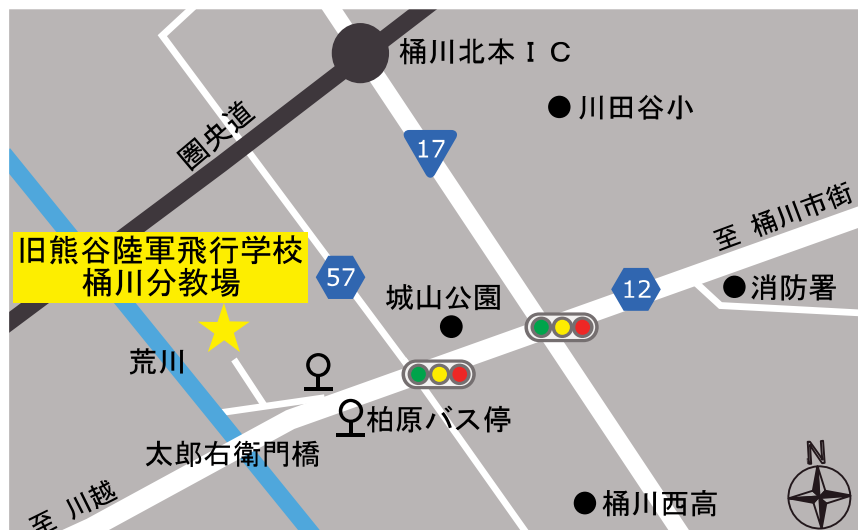 桶川北本ＩＣ
川田谷小
圏央道
17
至 桶川市街
旧熊谷陸軍飛行学校
桶川分教場
57
12
城山公園
消防署
荒川
柏原バス停
太郎右衛門橋
至 川越
桶川西高
N